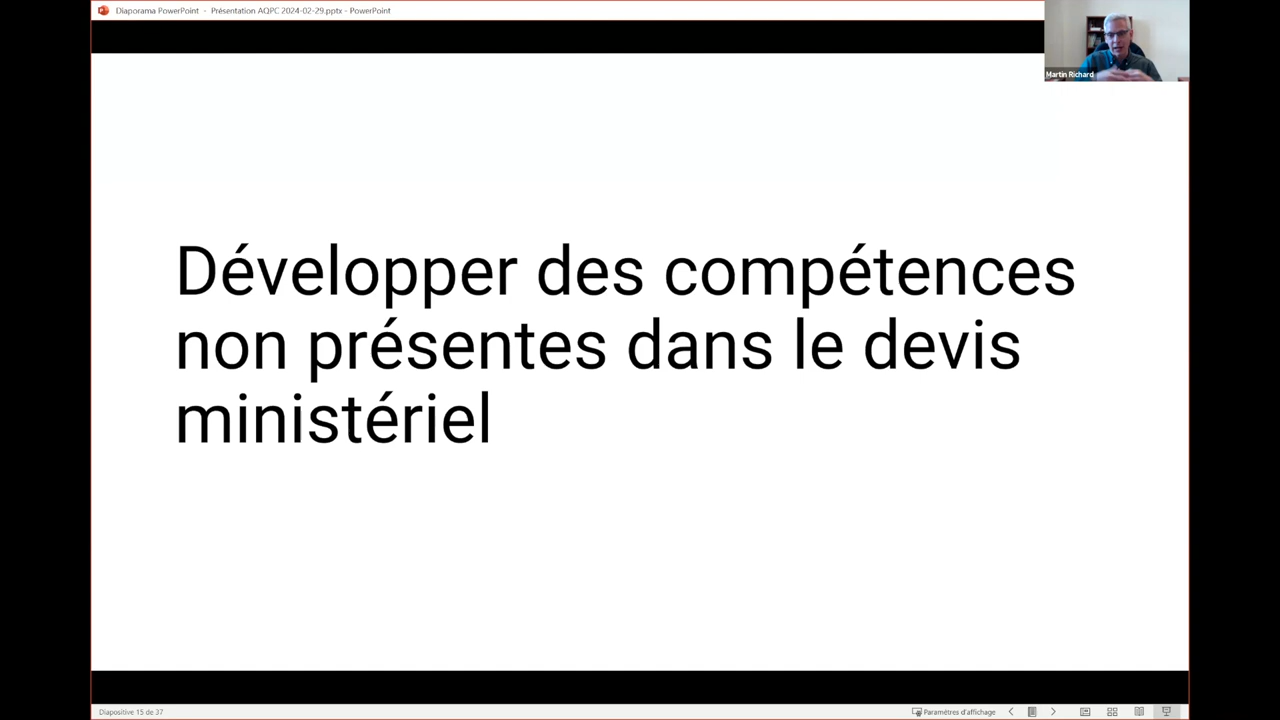 Diaporama PowerPoint - Présentation AQPC 2024-02-29.pptx - PowerPoint
Martin Richard
Développer des compétences
non présentes dans le devis
ministériel
Diapositive 15 de 37
Paramètres d'affichage